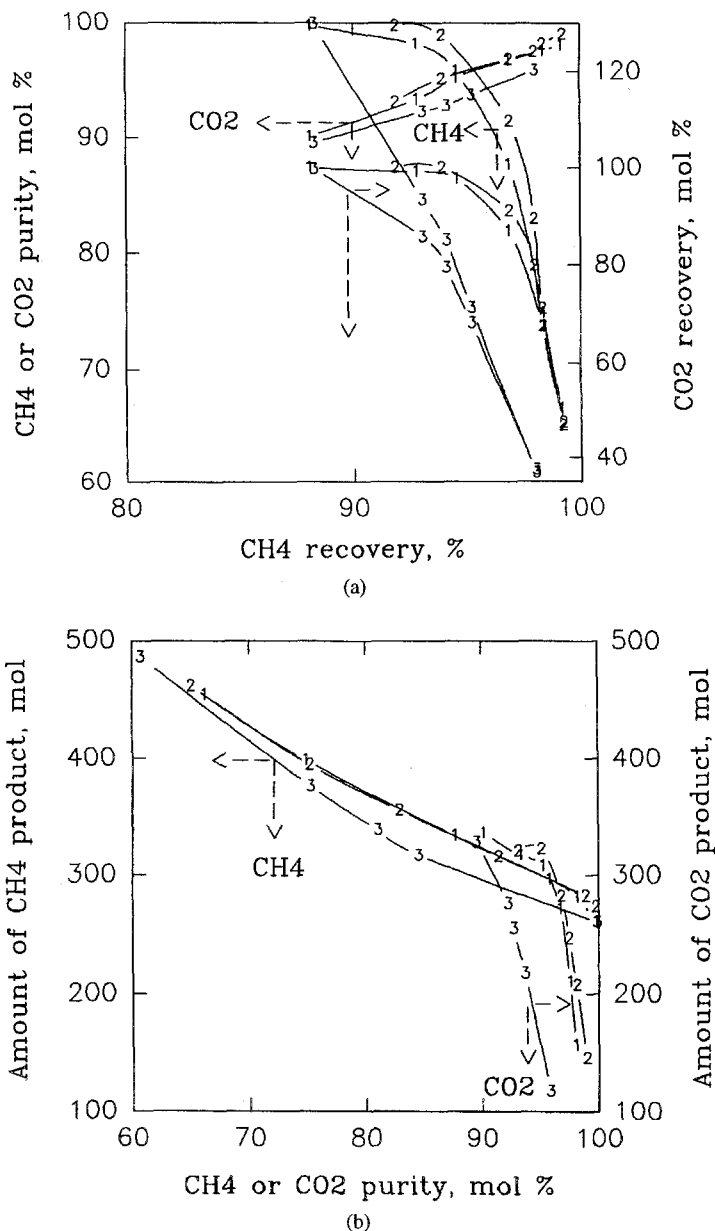 100
90
80
70
60
CH4 or CO2 purity, mol %
CO2
CH4
120
100
80
60
40
CO2 recovery, mol %
80 90 100
CH4 recovery, %
(a)
500
400
300
200
100
Amount of CH4 product, mol
CH4
CO2
500
400
300
200
100
Amount of CO2 product, mol
60 70 80 90 100
CH4 or CO2 purity, mol %
(b)